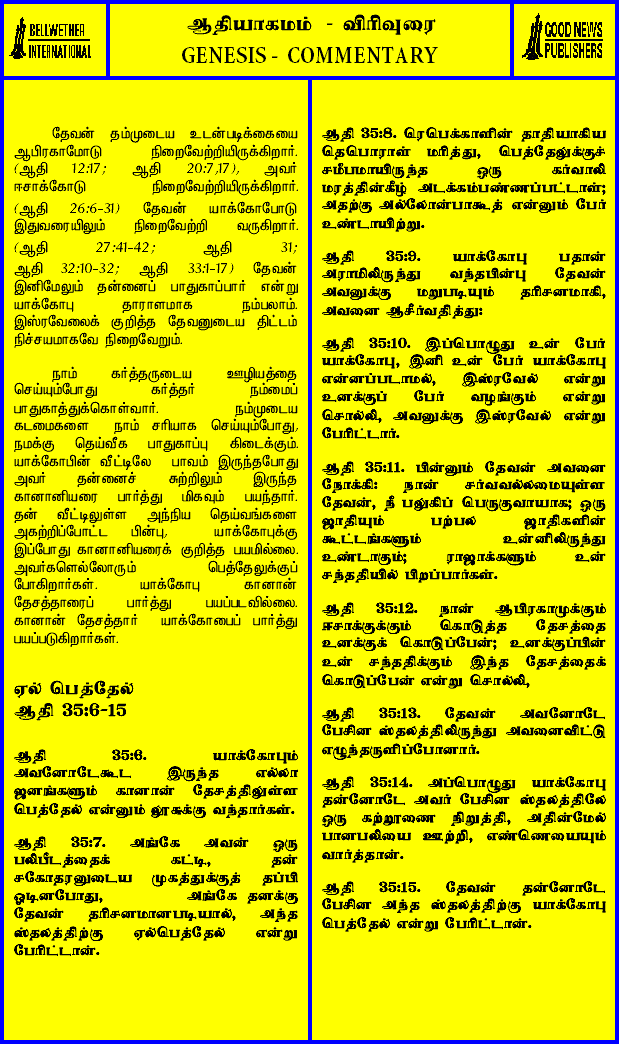 BELLWETHER
INTERNATIONAL
ஆதியாகமம் - விரிவுரை
GENESIS - COMMENTARY
GOOD NEWS
PUBLISHERS
தேவன் தம்முடைய உடன்படிக்கையை
ஆபிரகாமோடு நிறைவேற்றியிருக்கிறார்.
(ஆதி 12:17; ஆதி 20:7,17), அவர்
ஈசாக்கோடு நிறைவேற்றியிருக்கிறார்.
(ஆதி 26:6-31) தேவன் யாக்கோபோடு
இதுவரையிலும் நிறைவேற்றி வருகிறார்.
(ஆதி 27:41-42; ஆதி 31;
ஆதி 32:10-32; ஆதி 33:1-17) தேவன்
இனிமேலும் தன்னைப் பாதுகாப்பார் என்று
யாக்கோபு தாராளமாக நம்பலாம்.
இஸ்ரவேலைக் குறித்த தேவனுடைய திட்டம்
நிச்சயமாகவே நிறைவேறும்.
நாம் கர்த்தருடைய ஊழியத்தை
செய்யும்போது கர்த்தர் நம்மைப்
பாதுகாத்துக்கொள்வார். நம்முடைய
கடமைகளை நாம் சரியாக செய்யும்போது,
நமக்கு தெய்வீக பாதுகாப்பு கிடைக்கும்.
யாக்கோபின் வீட்டிலே பாவம் இருந்தபோது
அவர் தன்னைச் சுற்றிலும் இருந்த
கானானியரை பார்த்து மிகவும் பயந்தார்.
தன் வீட்டிலுள்ள அந்நிய தெய்வங்களை
அகற்றிப்போட்ட பின்பு, யாக்கோபுக்கு
இப்போது கானானியரைக் குறித்த பயமில்லை.
அவர்களெல்லோரும் பெத்தேலுக்குப்
போகிறார்கள். யாக்கோபு கானான்
தேசத்தாரைப் பார்த்து பயப்படவில்லை.
கானான் தேசத்தார் யாக்கோபைப் பார்த்து
பயப்படுகிறார்கள்.
ஏல் பெத்தேல்
ஆதி 35:6-15
ஆதி 35:6. யாக்கோபும்
அவனோடேகூட இருந்த எல்லா
ஜனங்களும் கானான் தேசத்திலுள்ள
பெத்தேல் என்னும் லூசுக்கு வந்தார்கள்.
ஆதி 35:7. அங்கே அவன் ஒரு
பலிபீடத்தைக் கட்டி, தன்
சகோதரனுடைய முகத்துக்குத் தப்பி
ஓடினபோது, அங்கே தனக்கு
தேவன் தரிசனமானபடியால், அந்த
ஸ்தலத்திற்கு ஏல்பெத்தேல் என்று
பேரிட்டான்.
ஆதி 35:8. ரெபெக்காளின் தாதியாகிய
தெபொராள் மரித்து, பெத்தேலுக்குச்
சமீபமாயிருந்த ஒரு கர்வாலி
மரத்தின்கீழ் அடக்கம்பண்ணப்பட்டாள்;
அதற்கு அல்லோன்பாகூத் என்னும் பேர்
உண்டாயிற்று.
ஆதி 35:9. யாக்கோபு பதான்
அராமிலிருந்து வந்தபின்பு தேவன்
அவனுக்கு மறுபடியும் தரிசனமாகி,
அவனை ஆசீர்வதித்து:
ஆதி 35:10. இப்பொழுது உன் பேர்
யாக்கோபு, இனி உன் பேர் யாக்கோபு
என்னப்படாமல், இஸ்ரவேல் என்று
உனக்குப் பேர் வழங்கும் என்று
சொல்லி, அவனுக்கு இஸ்ரவேல் என்று
பேரிட்டார்.
ஆதி 35:11. பின்னும் தேவன் அவனை
நோக்கி: நான் சர்வவல்லமையுள்ள
தேவன், நீ பலுகிப் பெருகுவாயாக; ஒரு
ஜாதியும் பற்பல ஜாதிகளின்
கூட்டங்களும் உன்னிலிருந்து
உண்டாகும்; ராஜாக்களும் உன்
சந்ததியில் பிறப்பார்கள்.
ஆதி 35:12. நான் ஆபிரகாமுக்கும்
ஈசாக்குக்கும் கொடுத்த தேசத்தை
உனக்குக் கொடுப்பேன்; உனக்குப்பின்
உன் சந்ததிக்கும் இந்த தேசத்தைக்
கொடுப்பேன் என்று சொல்லி,
ஆதி 35:13. தேவன் அவனோடே
பேசின ஸ்தலத்திலிருந்து அவனைவிட்டு
எழுந்தருளிப்போனார்.
ஆதி 35:14. அப்பொழுது யாக்கோபு
தன்னோடே அவர் பேசின ஸ்தலத்திலே
ஒரு கற்றூணை நிறுத்தி, அதின்மேல்
பானபலியை ஊற்றி, எண்ணெயையும்
வார்த்தான்.
ஆதி 35:15. தேவன் தன்னோடே
பேசின அந்த ஸ்தலத்திற்கு யாக்கோபு
பெத்தேல் என்று பேரிட்டான்.